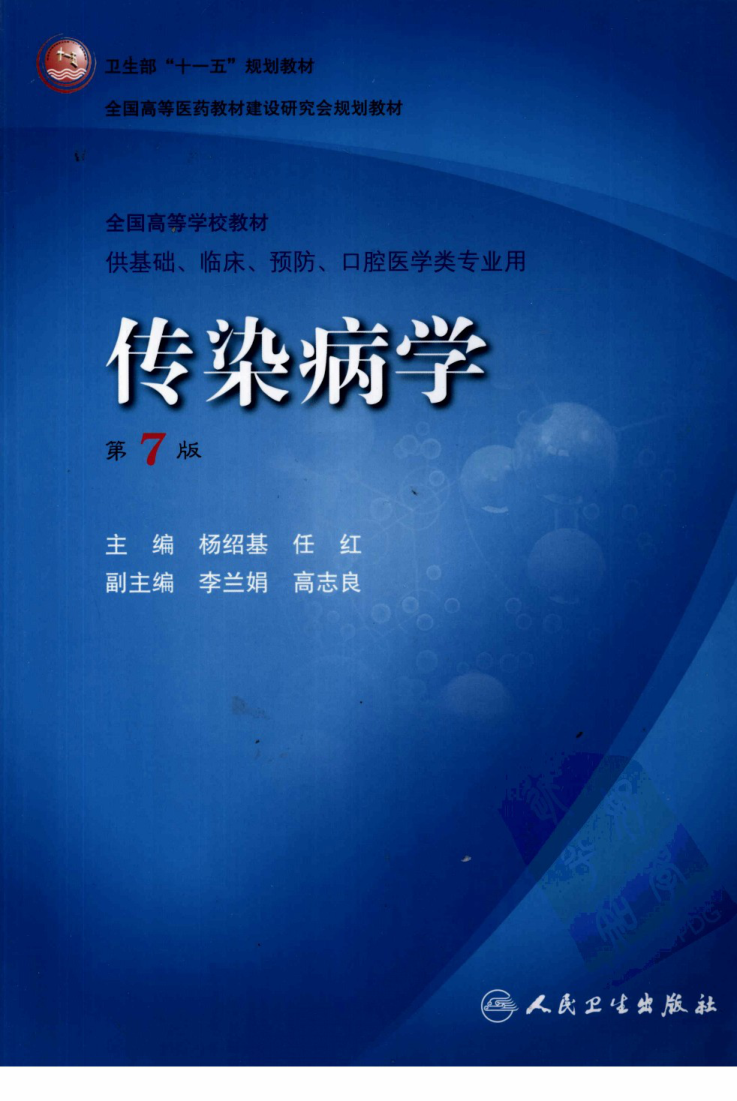 卫生部“十一五”规划教材
全国高等医药教材建设研究会规划教材
全国高等学校教材
供基础、临床、预防、口腔医学类专业用
传染病学
第7版
主 编 杨绍基 任 红
副主编 李兰娟 高志良
PDG
人民卫生出版社